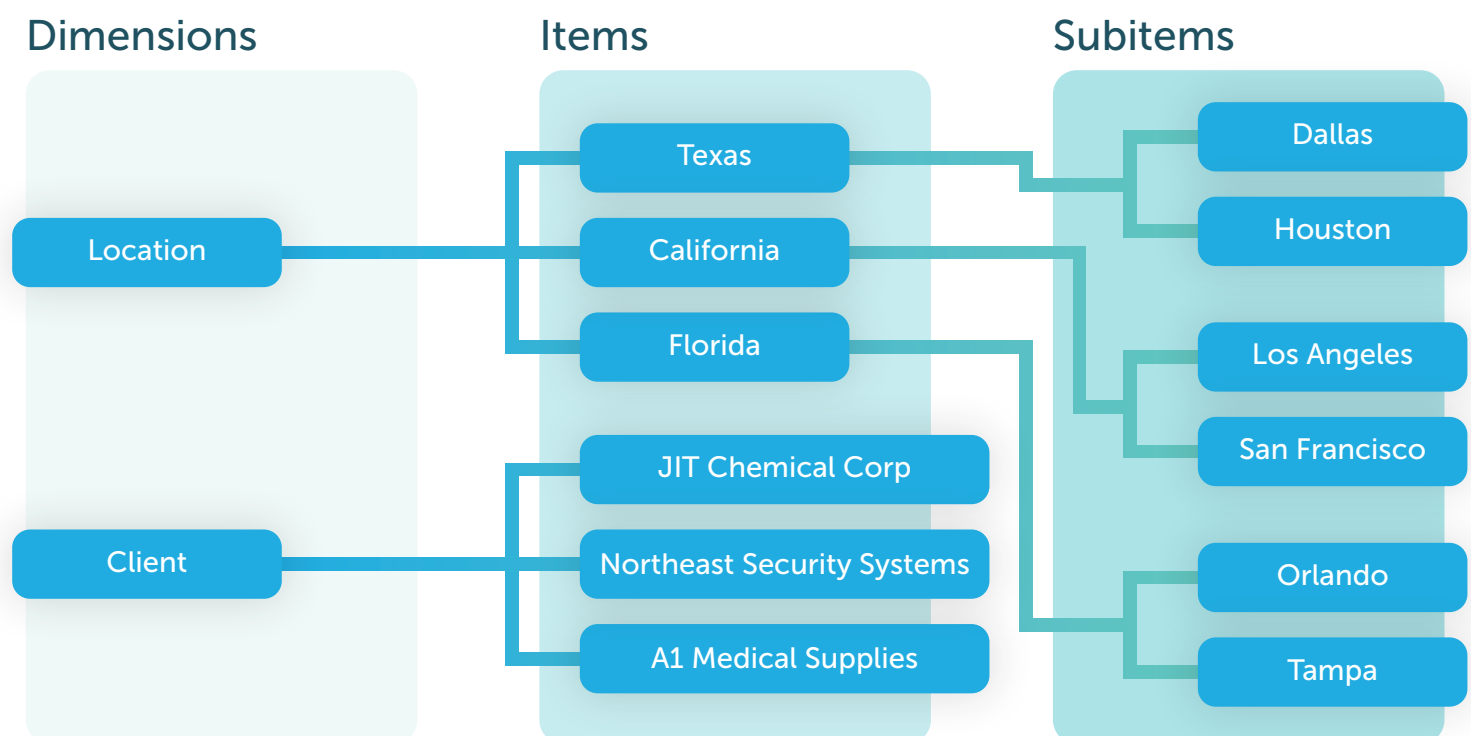 Dimensions
Items
Subitems
Location
Texas
California
Florida
Dallas
Houston
Los Angeles
San Francisco
Orlando
Tampa
Client
JIT Chemical Corp
Northeast Security Systems
A1 Medical Supplies